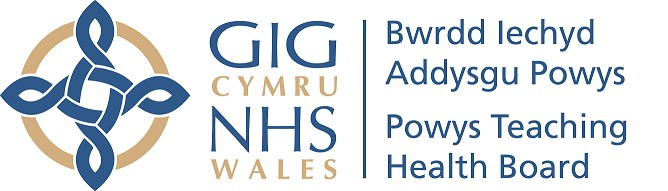 GIG
CYMRU
NHS
WALES
Bwrdd Iechyd
Addysgu Powys
Powys Teaching
Health Board